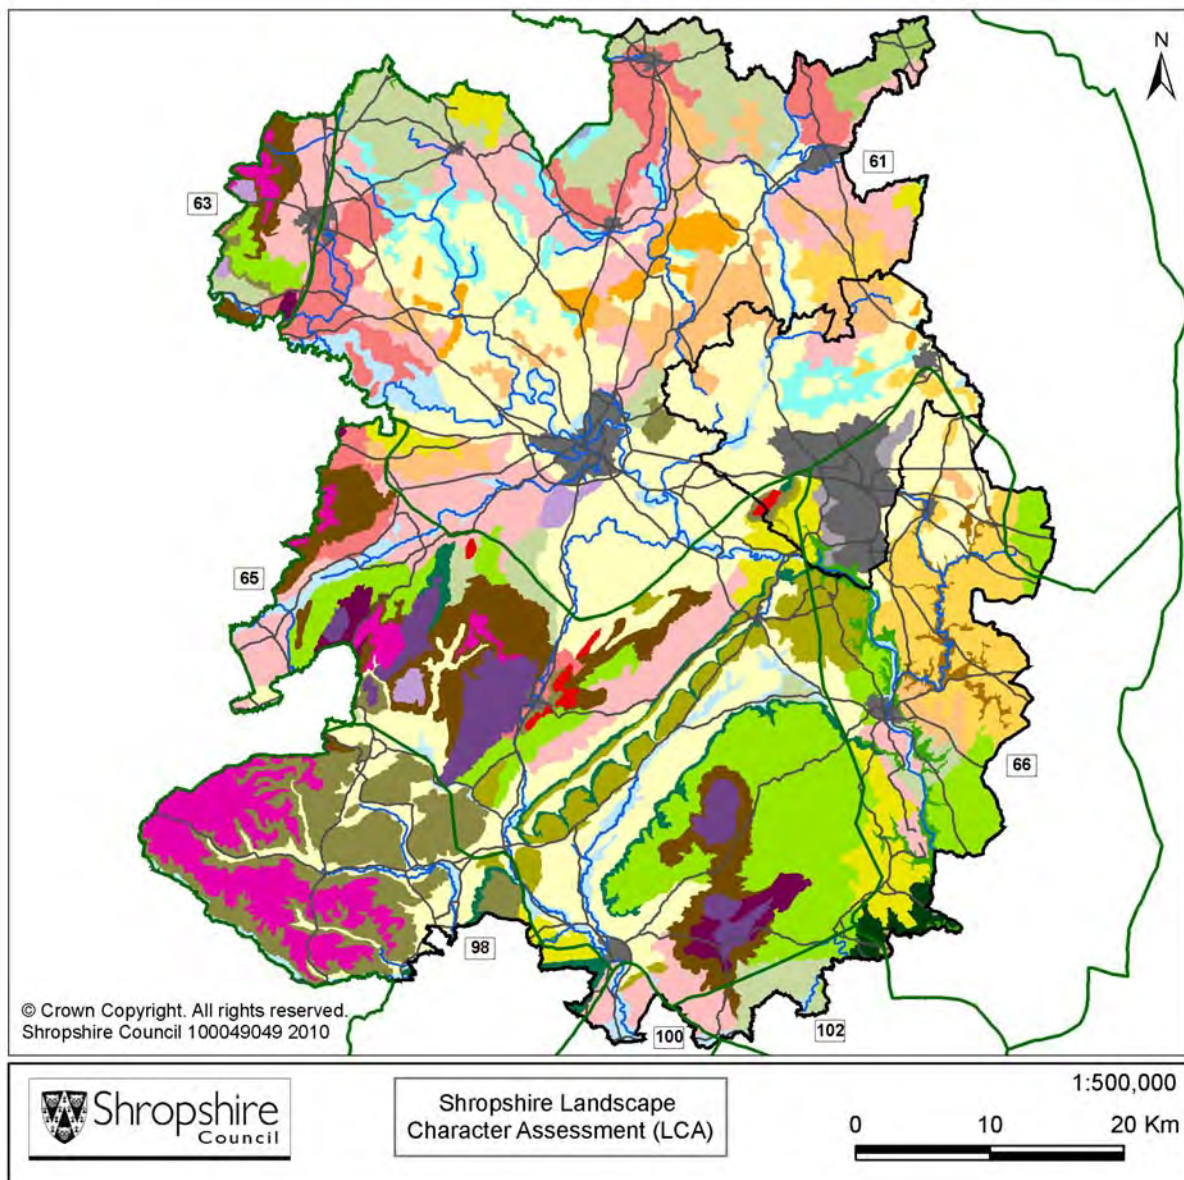 N
61
63
65
66
98
100
102
© Crown Copyright. All rights reserved.
Shropshire Council 100049049 2010
Shropshire
Council
Shropshire Landscape
Character Assessment (LCA)
1:500,000
0 10 20 Km